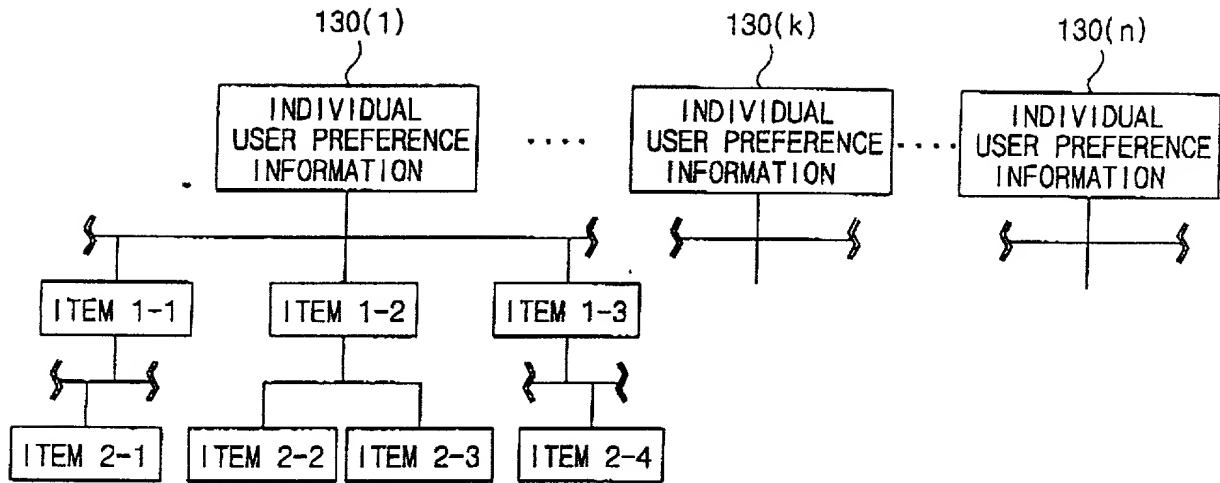 130(1)
130(k)
130(n)
INDIVIDUAL
USER PREFERENCE
INFORMATION
....
INDIVIDUAL
USER PREFERENCE
INFORMATION
....
INDIVIDUAL
USER PREFERENCE
INFORMATION
ITEM 1-1
ITEM 1-2
ITEM 1-3
ITEM 2-1
ITEM 2-2
ITEM 2-3
ITEM 2-4